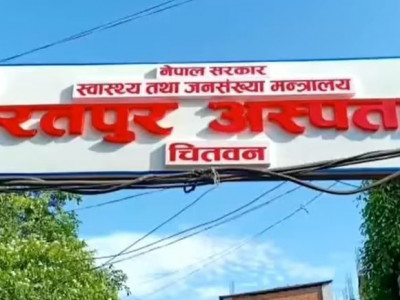 नेपाल सरकार
स्वास्थ्य तथा जनसंख्या मन्त्रालय
रतपुर अस्पता
चितवन